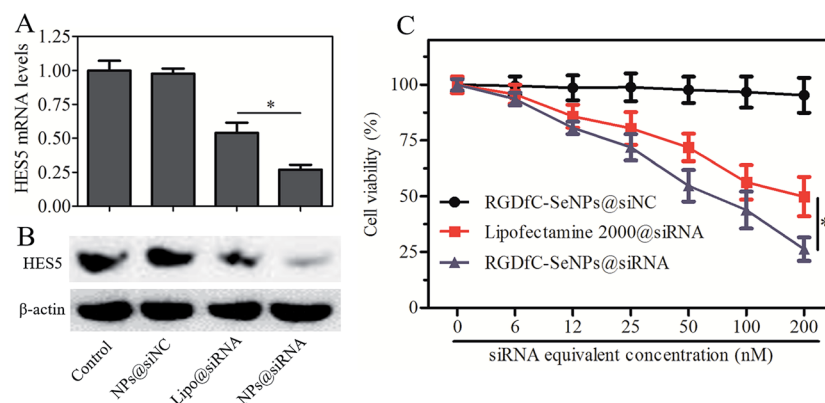 A
HES5 mRNA levels
1.25
1.00
0.75
0.50
0.25
0.00
*
B
HES5
β-actin
Control
NPs@siNC
Lipo@siRNA
NPs@siRNA
C
Cell viability (%)
100
75
50
25
0
RGDfC-SeNPs@siNC
Lipofectamine 2000@siRNA
RGDfC-SeNPs@siRNA
*
0 6 12 25 50 100 200
siRNA equivalent concentration (nM)